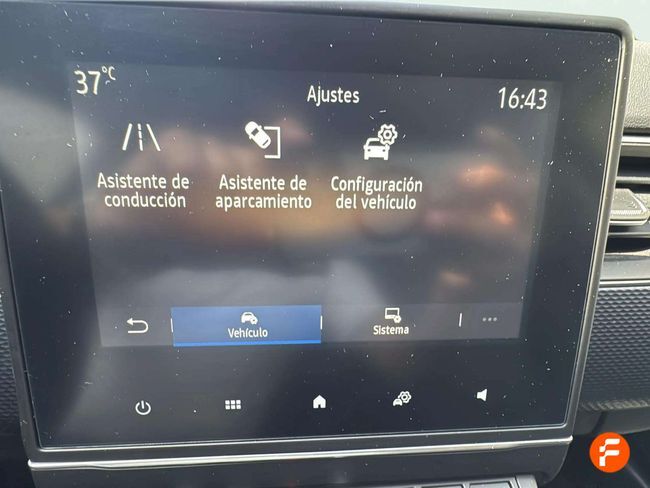 37°C
Ajustes
16:43
Asistente de
conducción
Asistente de
aparcamiento
Configuración
del vehículo
Vehículo
Sistema